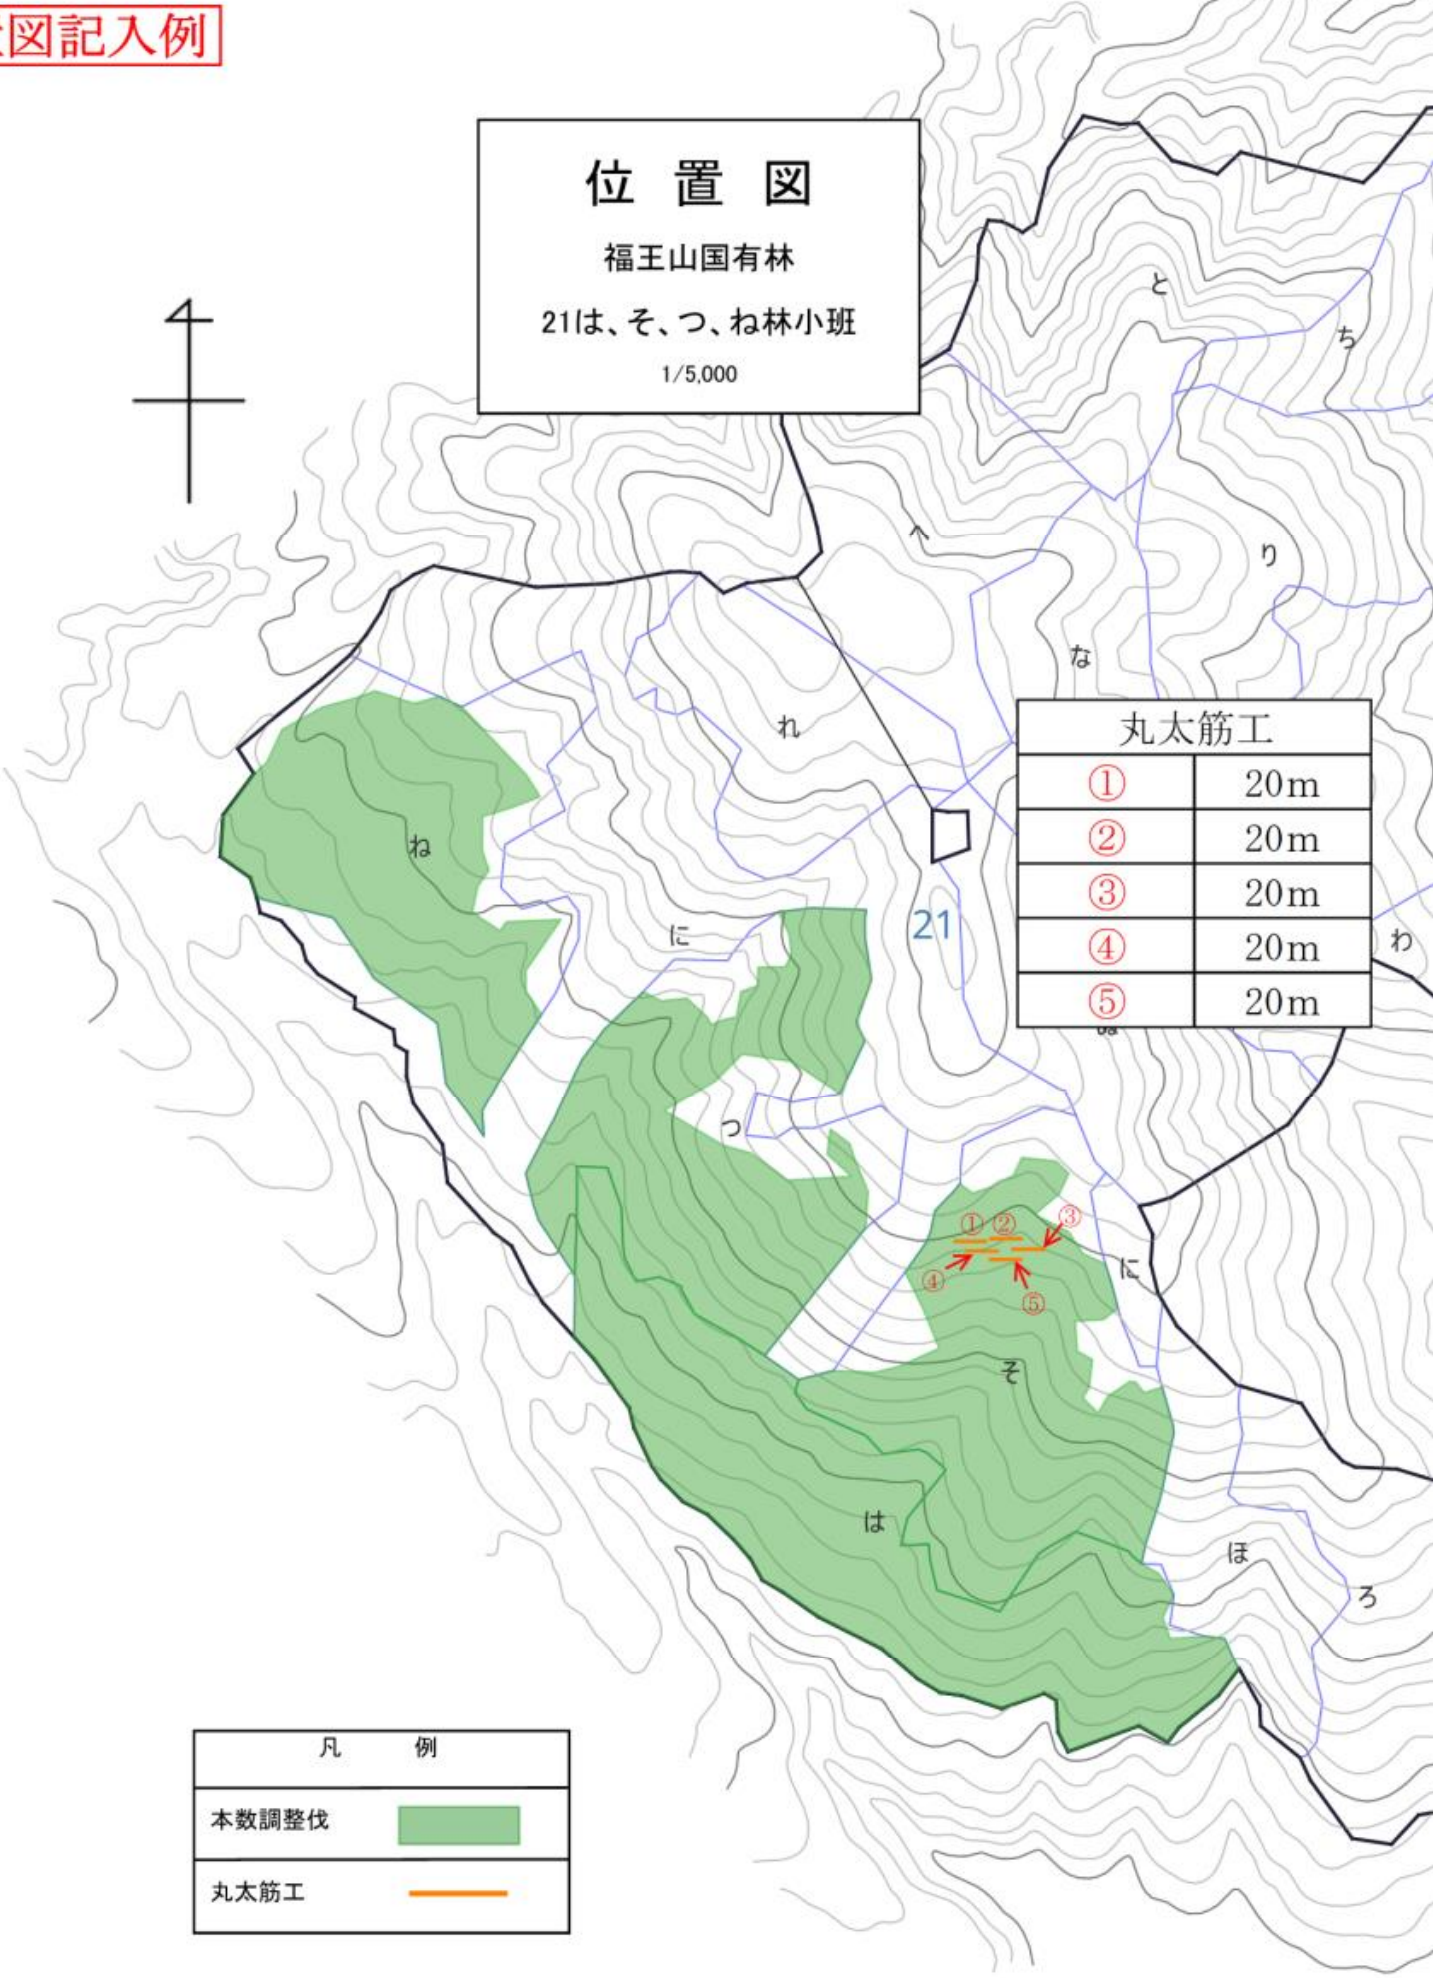 図記入例
位置図
福王山国有林
21は、そ、つ、ね林小班
1/5,000
と
ち
へ
り
な
れ
丸太筋工
① 20m
② 20m
③ 20m
④ 20m
⑤ 20m
ね
に
21
わ
つ
① ② ③
④ ⑤
に
そ
は
ほ
ろ
凡例
本数調整伐
丸太筋工